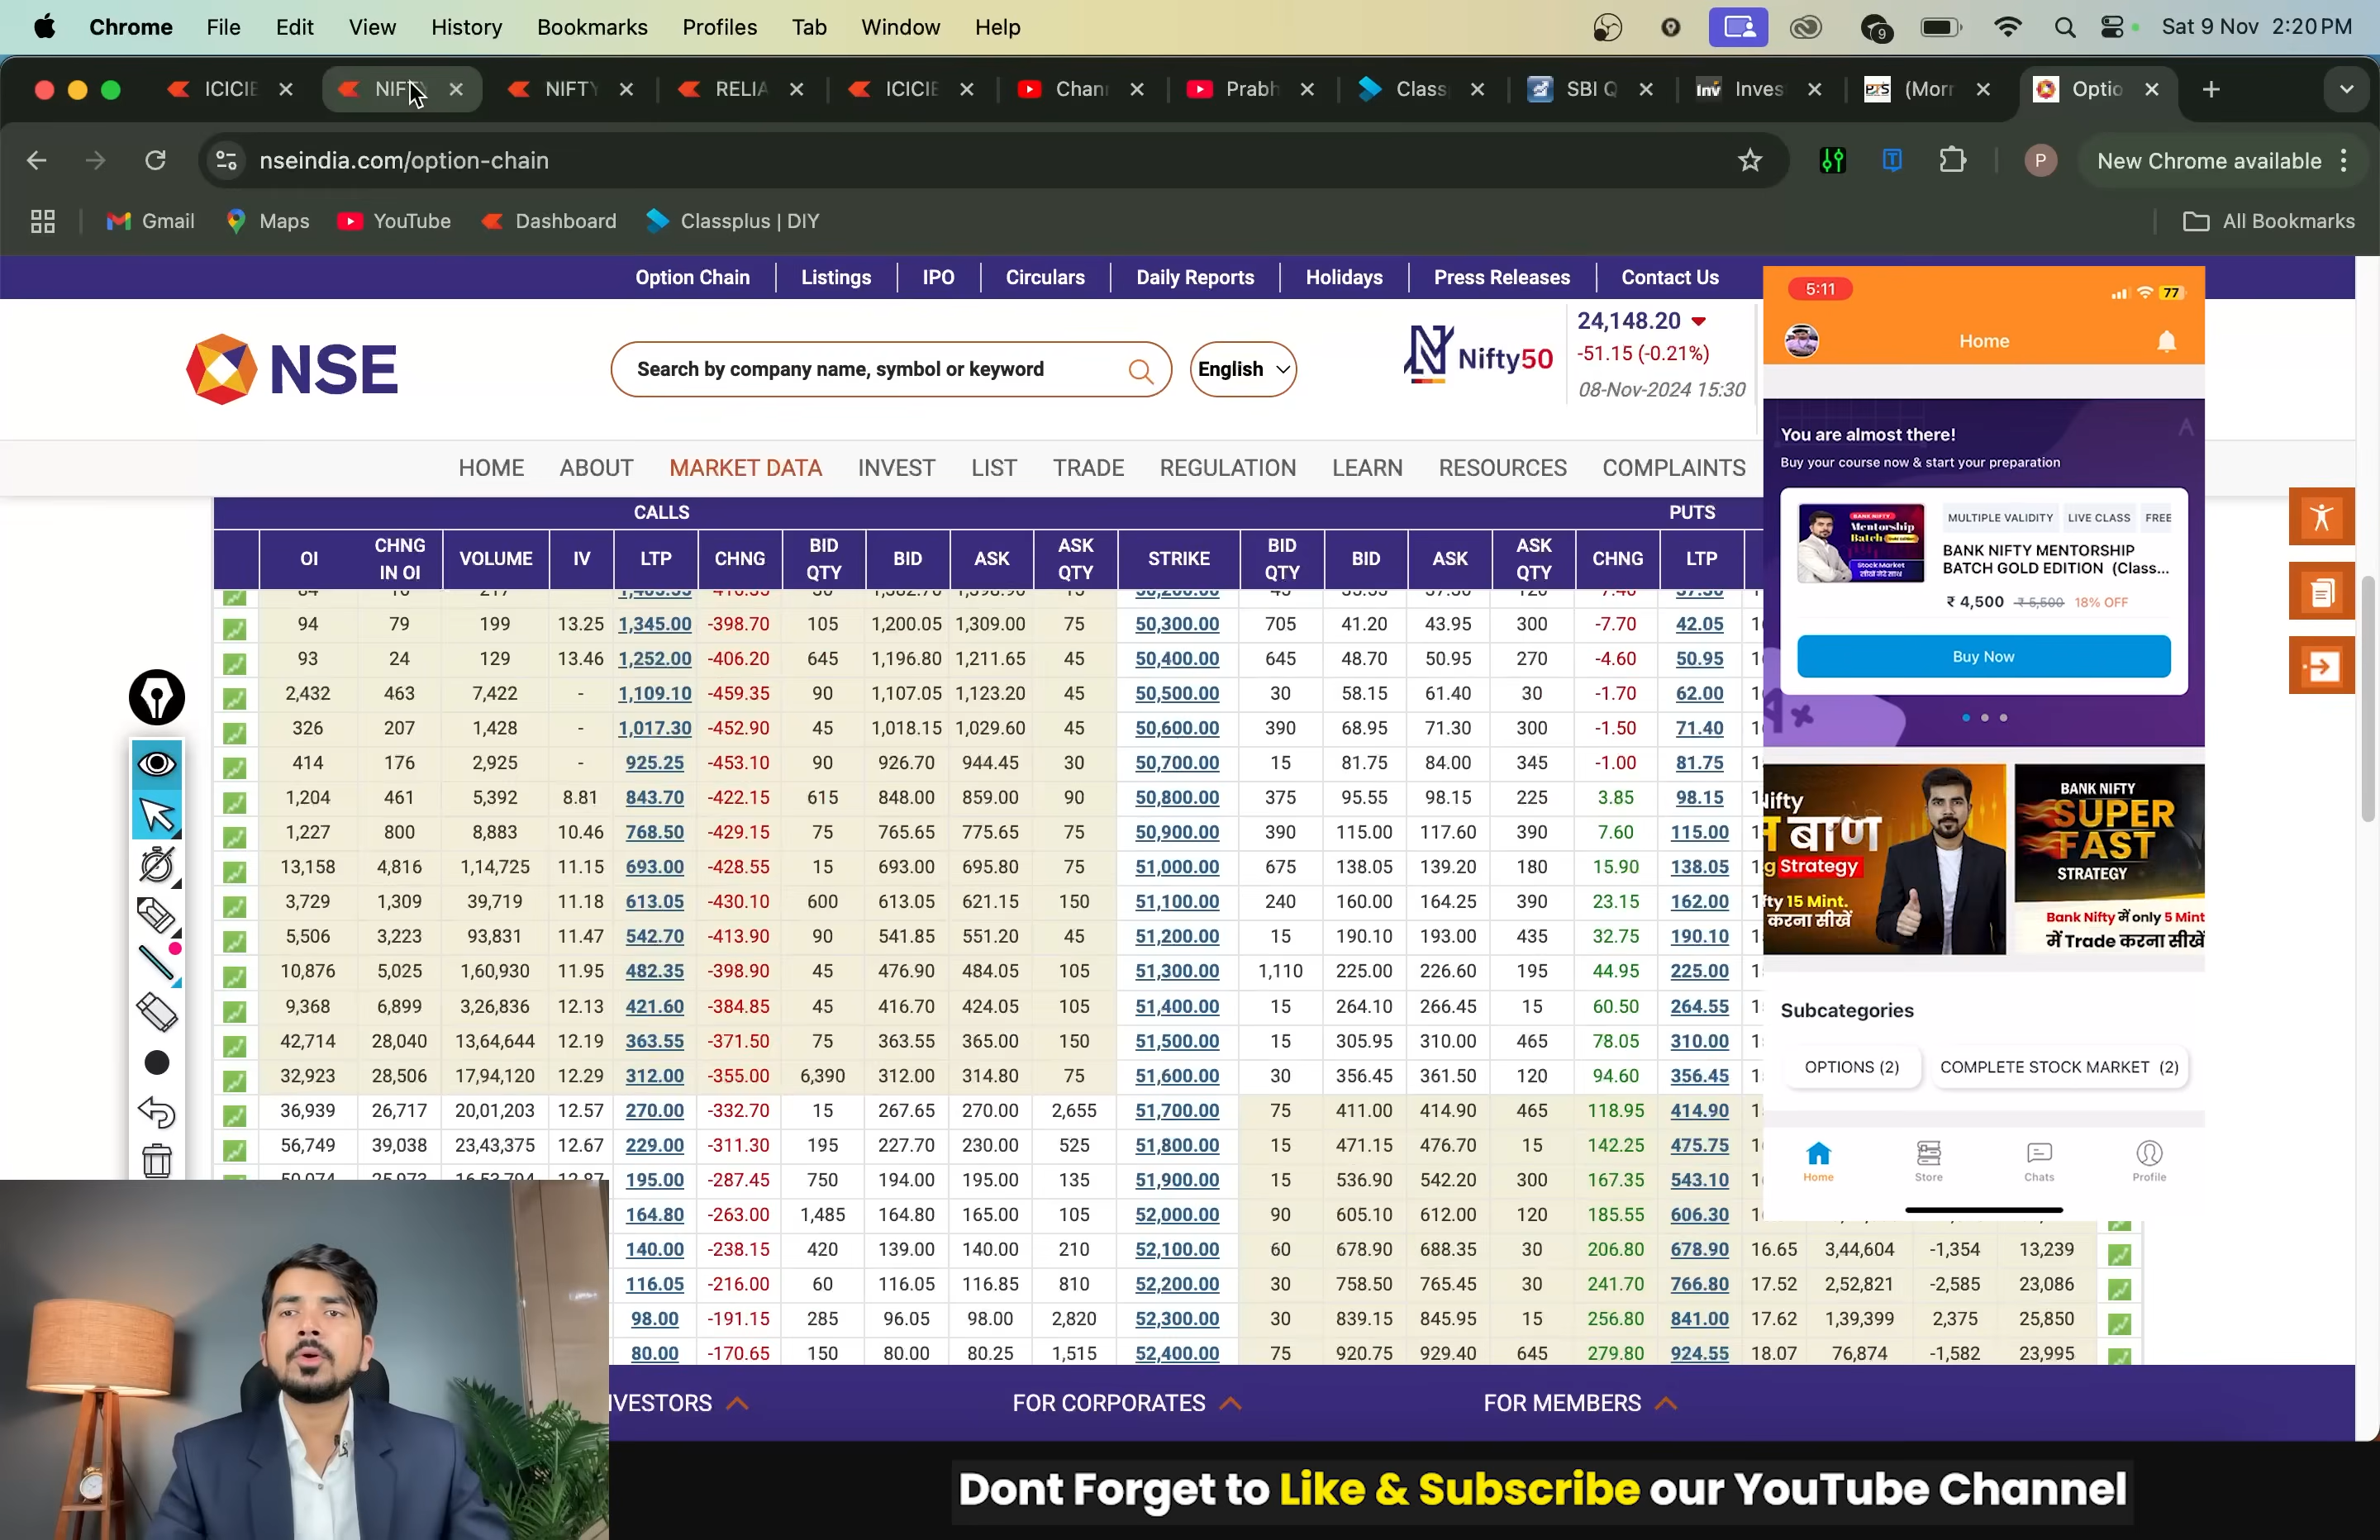 Chrome File Edit View History Bookmarks Profiles Tab Window Help 9 Sat 9 Nov 2:20 PM
ICICIE NIFTY NIFTY RELIA ICICIE Chan Prabh Class SBI Q Inves (Morr Optio
nseindia.com/option-chain P New Chrome available
Gmail Maps YouTube Dashboard Classplus | DIY All Bookmarks
Option Chain Listings IPO Circulars Daily Reports Holidays Press Releases Contact Us
NSE
Search by company name, symbol or keyword
English
Nifty50
24,148.20
-51.15 (-0.21%)
08-Nov-2024 15:30
HOME ABOUT MARKET DATA INVEST LIST TRADE REGULATION LEARN RESOURCES COMPLAINTS
CALLS PUTS
OI CHNG IN OI VOLUME IV LTP CHNG BID QTY BID ASK ASK QTY STRIKE BID QTY BID ASK ASK QTY CHNG LTP
94 79 199 13.25 1,345.00 -398.70 105 1,200.05 1,309.00 75 50,300.00 705 41.20 43.95 300 -7.70 42.05
93 24 129 13.46 1,252.00 -406.20 645 1,196.80 1,211.65 45 50,400.00 645 48.70 50.95 270 -4.60 50.95
2,432 463 7,422 - 1,109.10 -459.35 90 1,107.05 1,123.20 45 50,500.00 30 58.15 61.40 30 -1.70 62.00
326 207 1,428 - 1,017.30 -452.90 45 1,018.15 1,029.60 45 50,600.00 390 68.95 71.30 300 -1.50 71.40
414 176 2,925 - 925.25 -453.10 90 926.70 944.45 30 50,700.00 15 81.75 84.00 345 -1.00 81.75
1,204 461 5,392 8.81 843.70 -422.15 615 848.00 859.00 90 50,800.00 375 95.55 98.15 225 3.85 98.15
1,227 800 8,883 10.46 768.50 -429.15 75 765.65 775.65 75 50,900.00 390 115.00 117.60 390 7.60 115.00
13,158 4,816 1,14,725 11.15 693.00 -428.55 15 693.00 695.80 75 51,000.00 675 138.05 139.20 180 15.90 138.05
3,729 1,309 39,719 11.18 613.05 -430.10 600 613.05 621.15 150 51,100.00 240 160.00 164.25 390 23.15 162.00
5,506 3,223 93,831 11.47 542.70 -413.90 90 541.85 551.20 45 51,200.00 15 190.10 193.00 435 32.75 190.10
10,876 5,025 1,60,930 11.95 482.35 -398.90 45 476.90 484.05 105 51,300.00 1,110 225.00 226.60 195 44.95 225.00
9,368 6,899 3,26,836 12.13 421.60 -384.85 45 416.70 424.05 105 51,400.00 15 264.10 266.45 15 60.50 264.55
42,714 28,040 13,64,644 12.19 363.55 -371.50 75 363.55 365.00 150 51,500.00 15 305.95 310.00 465 78.05 310.00
32,923 28,506 17,94,120 12.29 312.00 -355.00 6,390 312.00 314.80 75 51,600.00 30 356.45 361.50 120 94.60 356.45
36,939 26,717 20,01,203 12.57 270.00 -332.70 15 267.65 270.00 2,655 51,700.00 75 411.00 414.90 465 118.95 414.90
56,749 39,038 23,43,375 12.67 229.00 -311.30 195 227.70 230.00 525 51,800.00 15 471.15 476.70 15 142.25 475.75
195.00 -287.45 750 194.00 195.00 135 51,900.00 15 536.90 542.20 300 167.35 543.10
164.80 -263.00 1,485 164.80 165.00 105 52,000.00 90 605.10 612.00 120 185.55 606.30
140.00 -238.15 420 139.00 140.00 210 52,100.00 60 678.90 688.35 30 206.80 678.90 16.65 3,44,604 -1,354 13,239
116.05 -216.00 60 116.05 116.85 810 52,200.00 30 758.50 765.45 30 241.70 766.80 17.52 2,52,821 -2,585 23,086
98.00 -191.15 285 96.05 98.00 2,820 52,300.00 30 839.15 845.95 15 256.80 841.00 17.62 1,39,399 2,375 25,850
80.00 -170.65 150 80.00 80.25 1,515 52,400.00 75 920.75 929.40 645 279.80 924.55 18.07 76,874 -1,582 23,995
5:11 77
Home
You are almost there!
Buy your course now & start your preparation
BANK NIFTY
Mentorship
Batch
Stock Market
सीखें मेरे साथ
MULTIPLE VALIDITY LIVE CLASS FREE
BANK NIFTY MENTORSHIP
BATCH GOLD EDITION (Class...
₹ 4,500 ₹ 5,500 18% OFF
Buy Now
Nifty
बाण
g Strategy
fty 15 Mint.
करना सीखें
BANK NIFTY
SUPER
FAST
STRATEGY
Bank Nifty में only 5 Mint
में Trade करना सीखें
Subcategories
OPTIONS (2) COMPLETE STOCK MARKET (2)
Home Store Chats Profile
NVESTORS FOR CORPORATES FOR MEMBERS
Dont Forget to Like & Subscribe our YouTube Channel